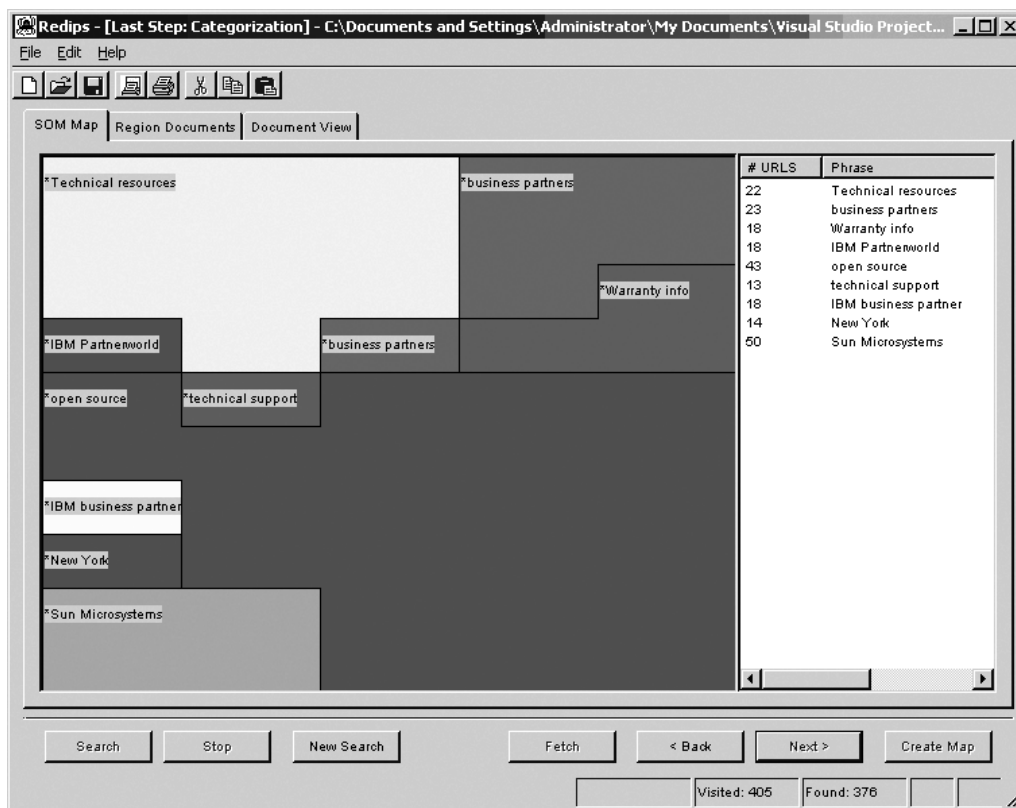 Redips - [Last Step: Categorization] - C:\Documents and Settings\Administrator\My Documents\Visual Studio Project...
File Edit Help
SOM Map Region Documents Document View
*Technical resources
*business partners
*Warranty info
*IBM Partnerworld
*business partners
*open source
*technical support
*IBM business partner
*New York
*Sun Microsystems
# URLS Phrase
22 Technical resources
23 business partners
18 Warranty info
18 IBM Partnerworld
43 open source
13 technical support
18 IBM business partner
14 New York
50 Sun Microsystems
Search Stop New Search Fetch < Back Next > Create Map
Visited: 405 Found: 376